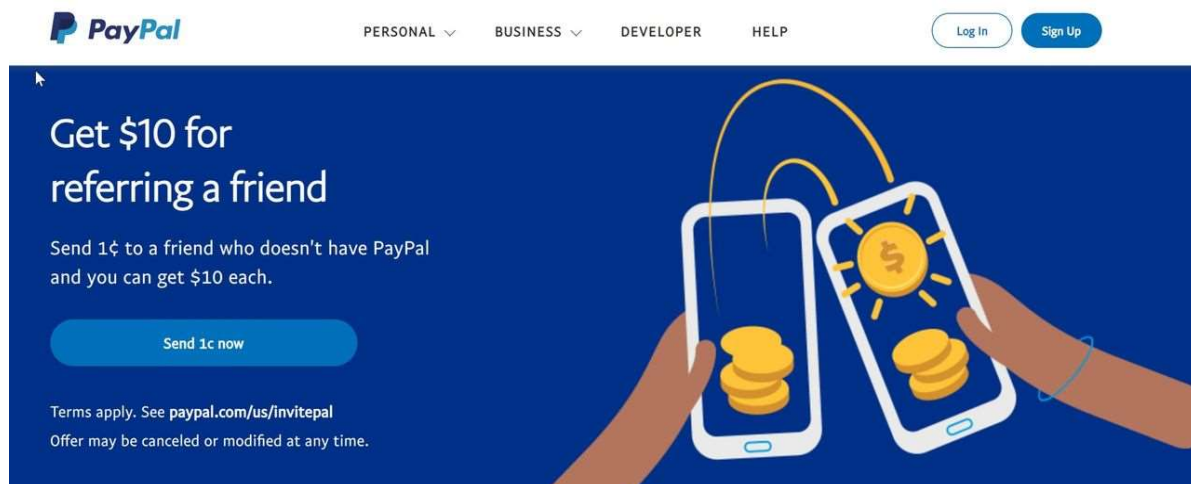 PayPal
PERSONAL BUSINESS DEVELOPER HELP
Log In
Sign Up
Get $10 for
referring a friend
Send 1¢ to a friend who doesn't have PayPal
and you can get $10 each.
Send 1c now
Terms apply. See paypal.com/us/invitepal
Offer may be canceled or modified at any time.
$